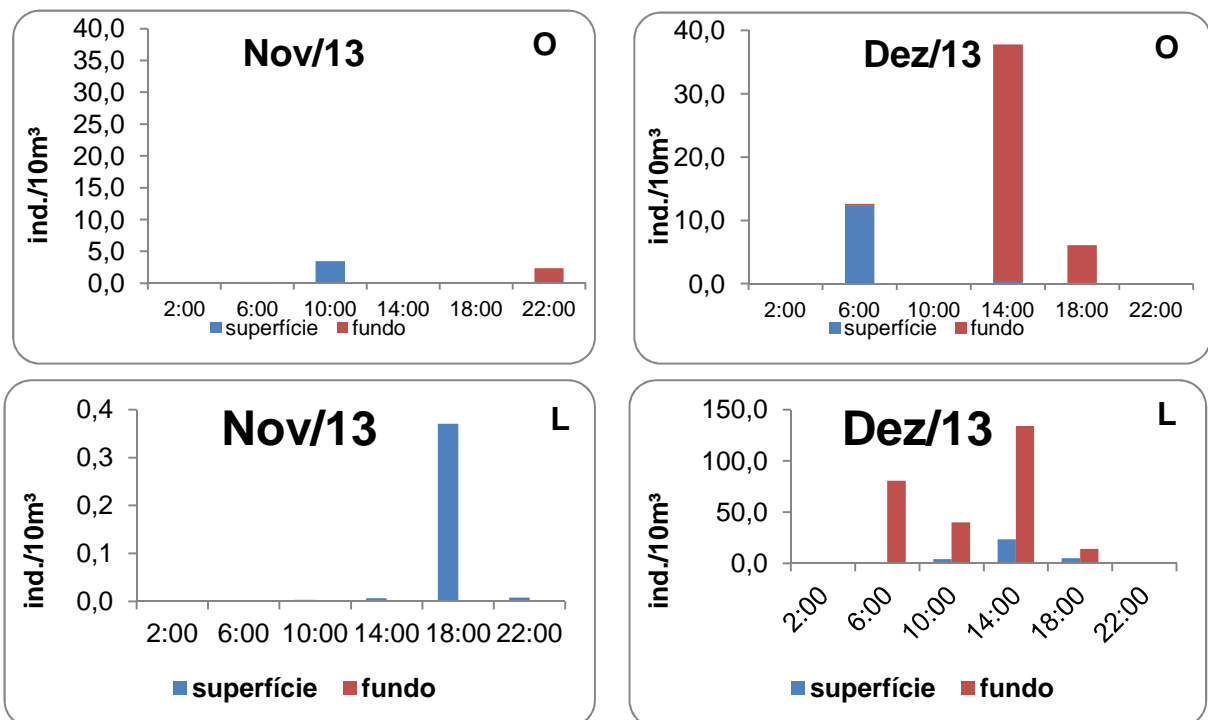 Nov/13
O
ind./10m³
40,0
35,0
30,0
25,0
20,0
15,0
10,0
5,0
0,0
2:00 6:00 10:00 14:00 18:00 22:00
superfície fundo
Dez/13
O
ind./10m³
40,0
30,0
20,0
10,0
0,0
2:00 6:00 10:00 14:00 18:00 22:00
superfície fundo
Nov/13
L
ind./10m³
0,4
0,3
0,2
0,1
0,0
2:00 6:00 10:00 14:00 18:00 22:00
superfície fundo
Dez/13
L
ind./10m³
150,0
100,0
50,0
0,0
2:00 6:00 10:00 14:00 18:00 22:00
superfície fundo